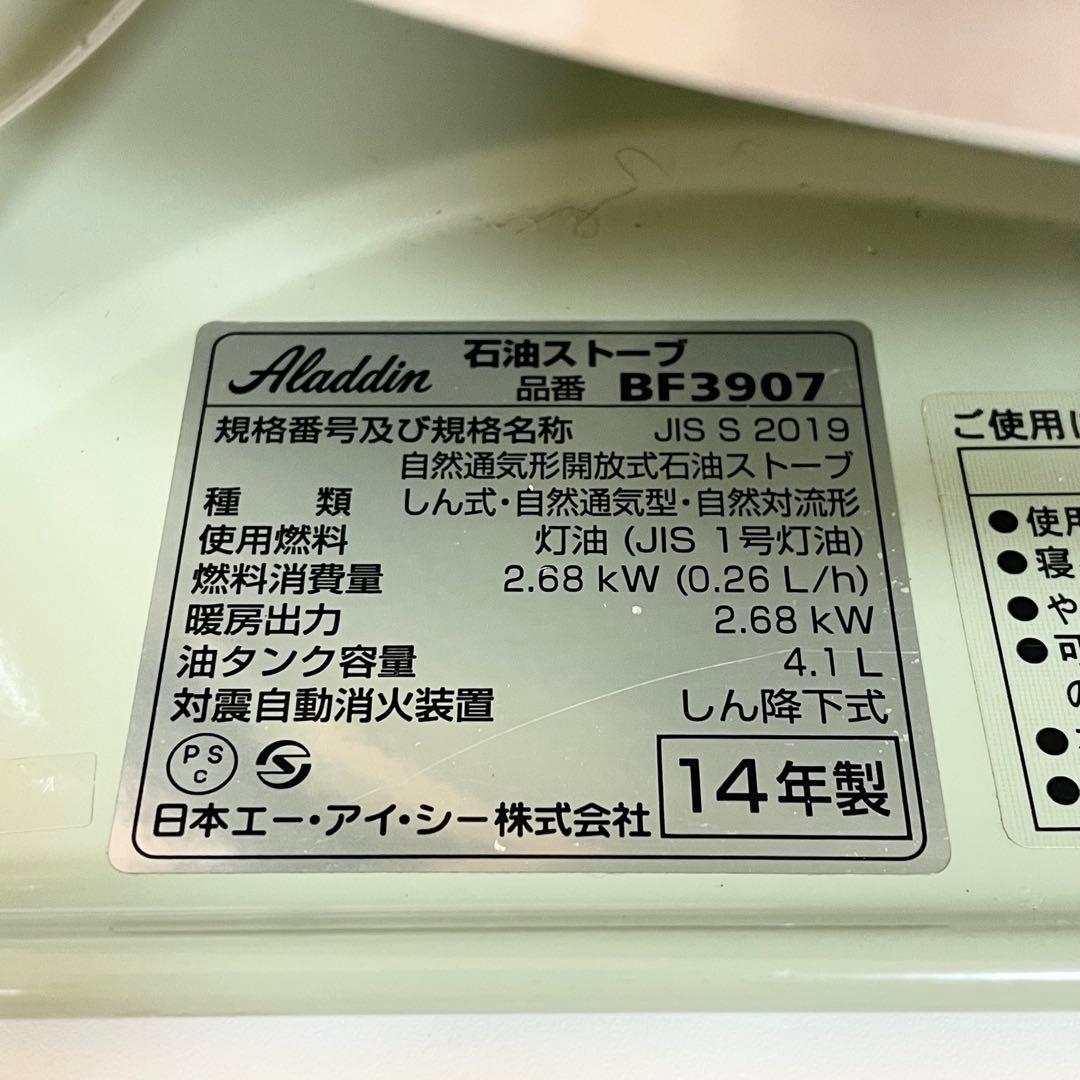 Aladdin 石油ストーブ
品番 BF3907
規格番号及び規格名称 JIS S 2019
自然通気形開放式石油ストーブ
種類 しん式・自然通気型・自然対流形
使用燃料 灯油 (JIS 1号灯油)
燃料消費量 2.68 kW (0.26 L/h)
暖房出力 2.68 kW
油タンク容量 4.1 L
対震自動消火装置 しん降下式
PS
C
日本エー・アイ・シー株式会社 14年製
ご使用
●使用
●寝
●や
●可
の